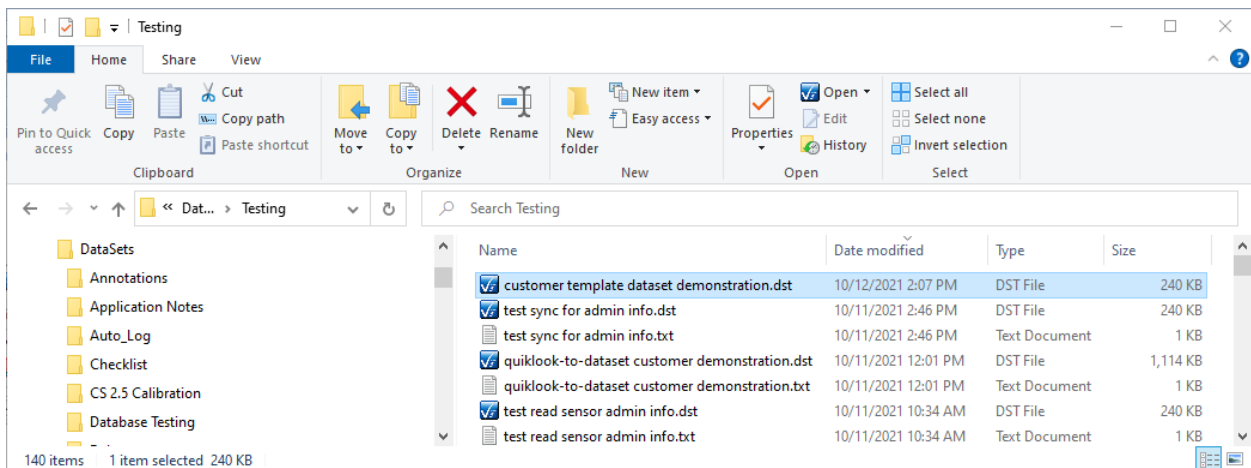 Testing
File Home Share View
Pin to Quick access
Copy
Paste
Cut
Copy path
Paste shortcut
Clipboard
Move to
Copy to
Delete
Rename
Organize
New folder
New item
Easy access
New
Properties
Open
Edit
History
Open
Select all
Select none
Invert selection
Select
« Dat... › Testing
Search Testing
DataSets
Annotations
Application Notes
Auto_Log
Checklist
CS 2.5 Calibration
Database Testing
Name Date modified Type Size
customer template dataset demonstration.dst 10/12/2021 2:07 PM DST File 240 KB
test sync for admin info.dst 10/11/2021 2:46 PM DST File 240 KB
test sync for admin info.txt 10/11/2021 2:46 PM Text Document 1 KB
quiklook-to-dataset customer demonstration.dst 10/11/2021 12:01 PM DST File 1,114 KB
quiklook-to-dataset customer demonstration.txt 10/11/2021 12:01 PM Text Document 1 KB
test read sensor admin info.dst 10/11/2021 10:34 AM DST File 240 KB
test read sensor admin info.txt 10/11/2021 10:34 AM Text Document 1 KB
140 items 1 item selected 240 KB